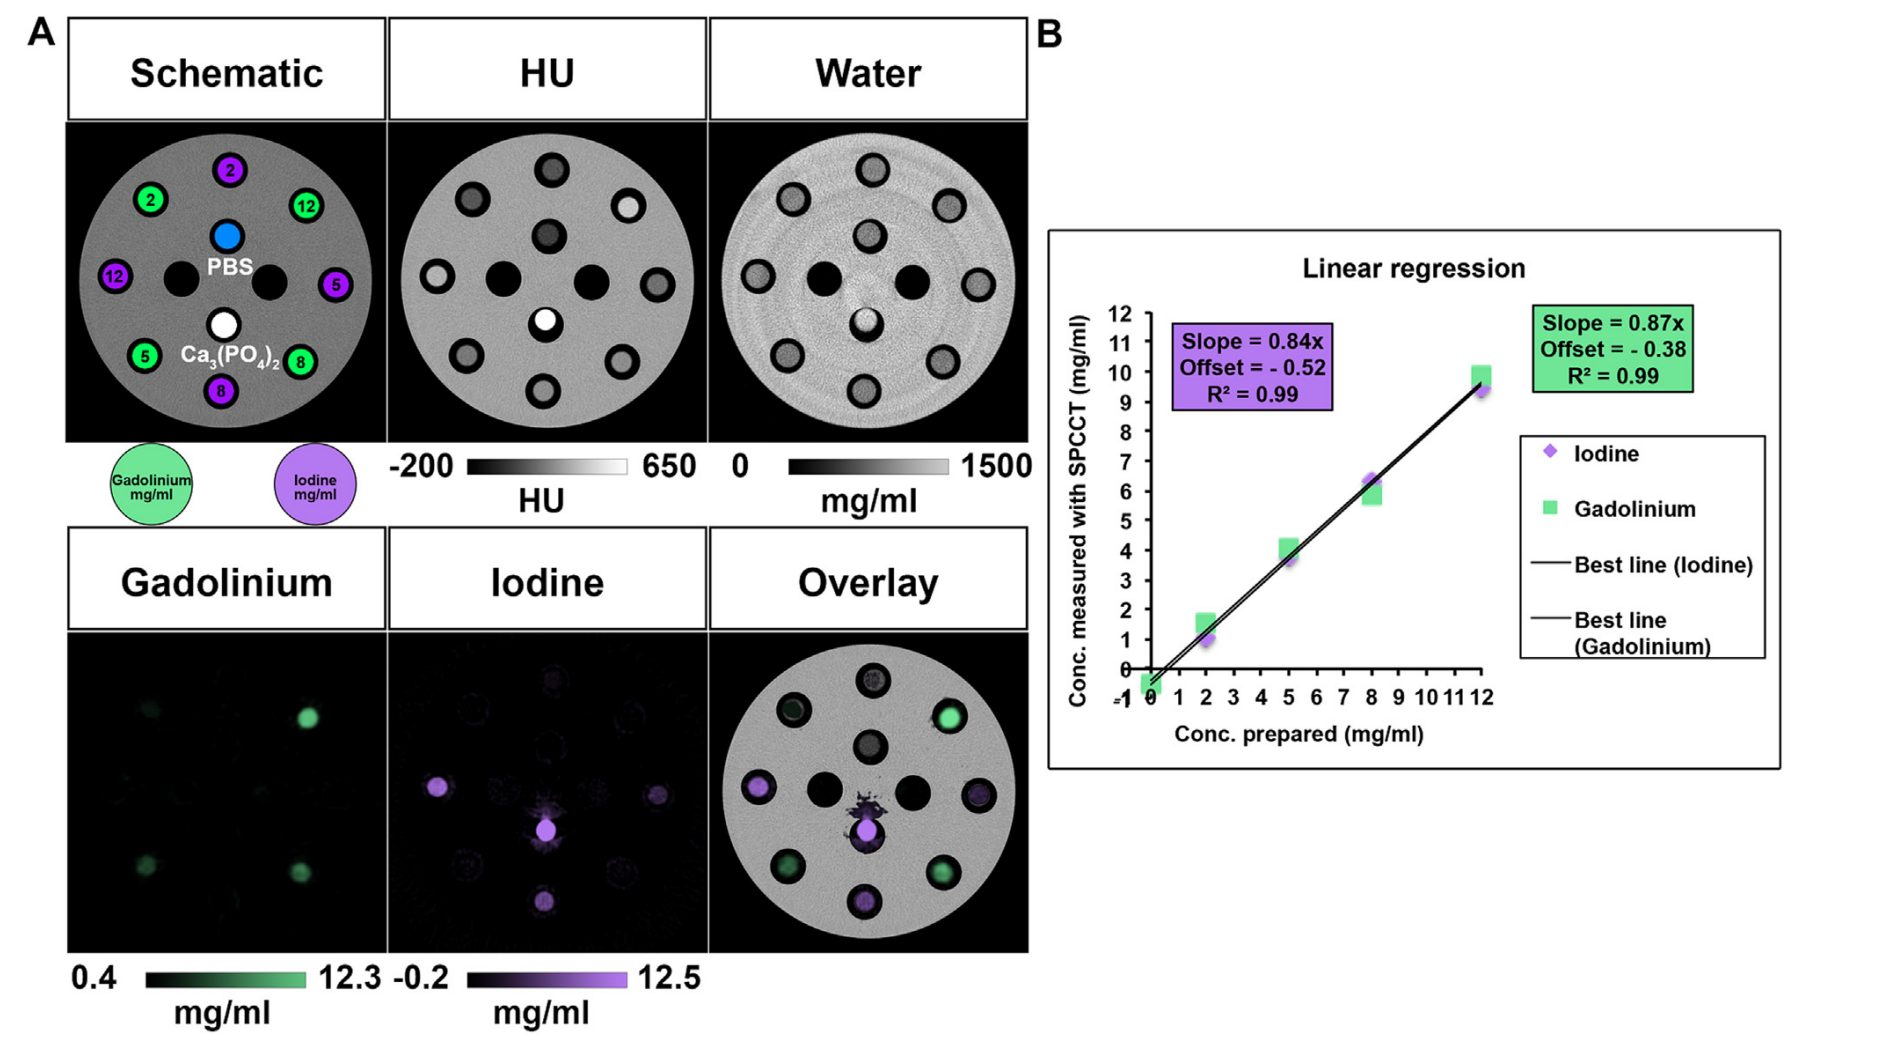 A
Schematic
HU
Water
2
2
12
PBS
12
5
Ca₃(PO₄)₂
5
8
8
Gadolinium
mg/ml
Iodine
mg/ml
-200
650
HU
0
1500
mg/ml
Gadolinium
Iodine
Overlay
0.4
12.3
mg/ml
-0.2
12.5
mg/ml
B
Linear regression
Slope = 0.84x
Offset = - 0.52
R² = 0.99
Slope = 0.87x
Offset = - 0.38
R² = 0.99
Conc. measured with SPCCT (mg/ml)
12
11
10
9
8
7
6
5
4
3
2
1
0
-1
0 1 2 3 4 5 6 7 8 9 10 11 12
Conc. prepared (mg/ml)
Iodine
Gadolinium
Best line (Iodine)
Best line
(Gadolinium)